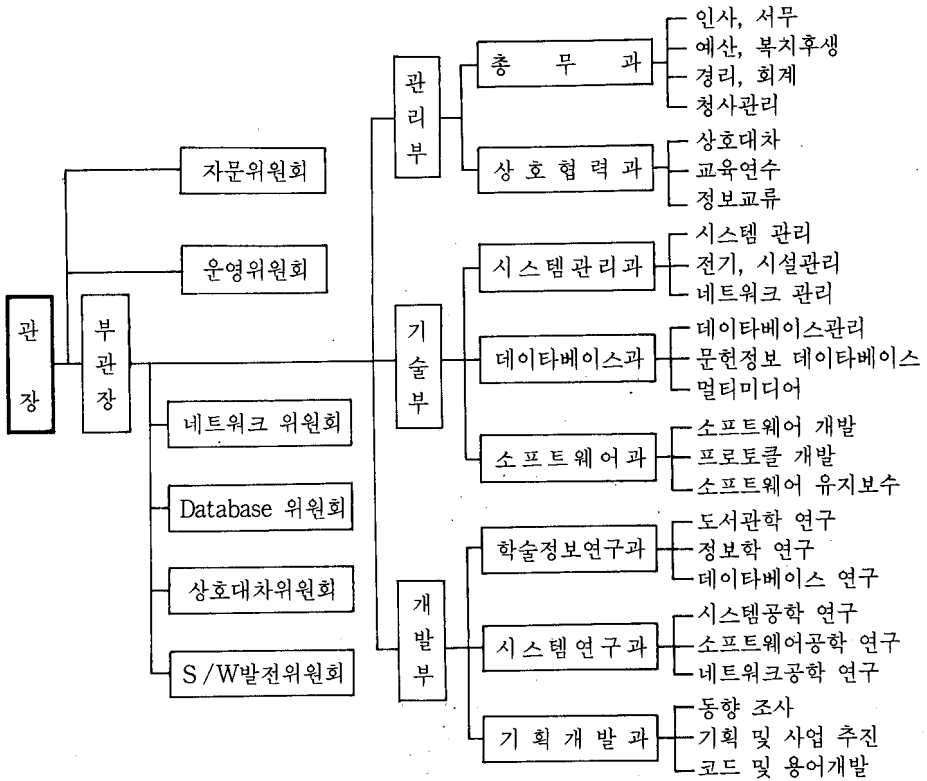 관장
자문위원회
운영위원회
부관장
네트워크 위원회
Database 위원회
상호대차위원회
S/W발전위원회
관리부
총무과
인사, 서무
예산, 복지후생
경리, 회계
청사관리
상호협력과
상호대차
교육연수
정보교류
기술부
시스템관리과
시스템 관리
전기, 시설관리
네트워크 관리
데이타베이스과
데이타베이스관리
문헌정보 데이타베이스
멀티미디어
소프트웨어과
소프트웨어 개발
프로토콜 개발
소프트웨어 유지보수
개발부
학술정보연구과
도서관학 연구
정보학 연구
데이타베이스 연구
시스템연구과
시스템공학 연구
소프트웨어공학 연구
네트워크공학 연구
기획개발과
동향 조사
기획 및 사업 추진
코드 및 용어개발